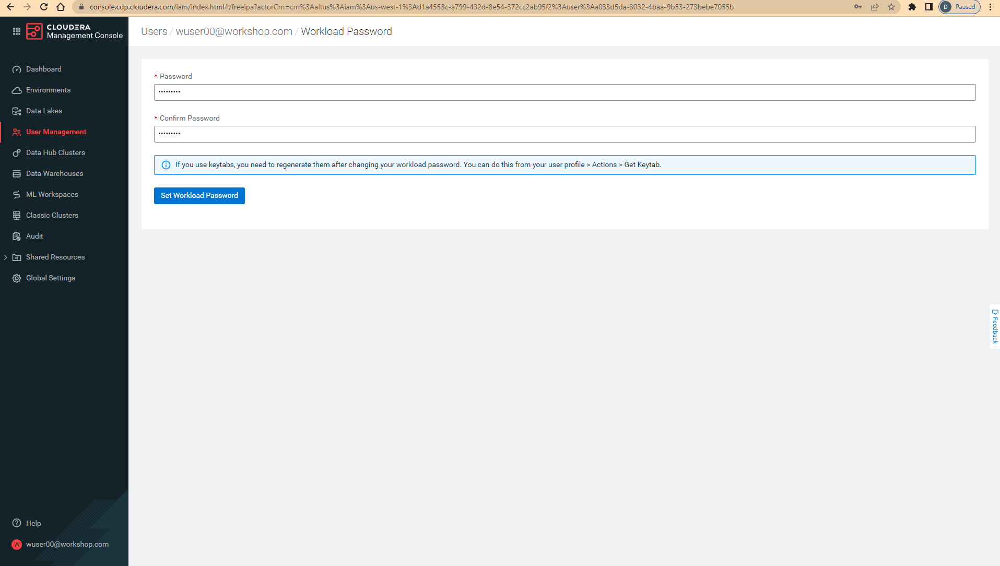 console.cdp.cloudera.com/iam/index.html#/freeipa?actorCrn=crn%3Aaltus%3Aiam%3Aus-west-1%3Ad1a4553c-a799-432d-8e54-372cc2ab95f2%3Auser%3Aa033d5da-3032-4baa-9b53-273bebe7055b
D Paused
CLOUDERA
Management Console
Users / wuser00@workshop.com / Workload Password
Dashboard
Environments
Data Lakes
User Management
Data Hub Clusters
Data Warehouses
ML Workspaces
Classic Clusters
Audit
Shared Resources
Global Settings
* Password
•••••••••
* Confirm Password
•••••••••
If you use keytabs, you need to regenerate them after changing your workload password. You can do this from your user profile > Actions > Get Keytab.
Set Workload Password
Feedback
Help
W wuser00@workshop.com